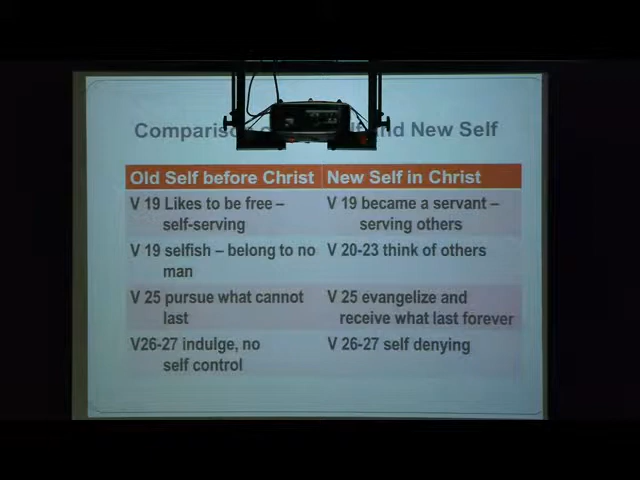 Comparis and New Self
Old Self before Christ New Self in Christ
V 19 Likes to be free – V 19 became a servant –
self-serving serving others
V 19 selfish – belong to no V 20-23 think of others
man
V 25 pursue what cannot V 25 evangelize and
last receive what last forever
V26-27 indulge, no V 26-27 self denying
self control